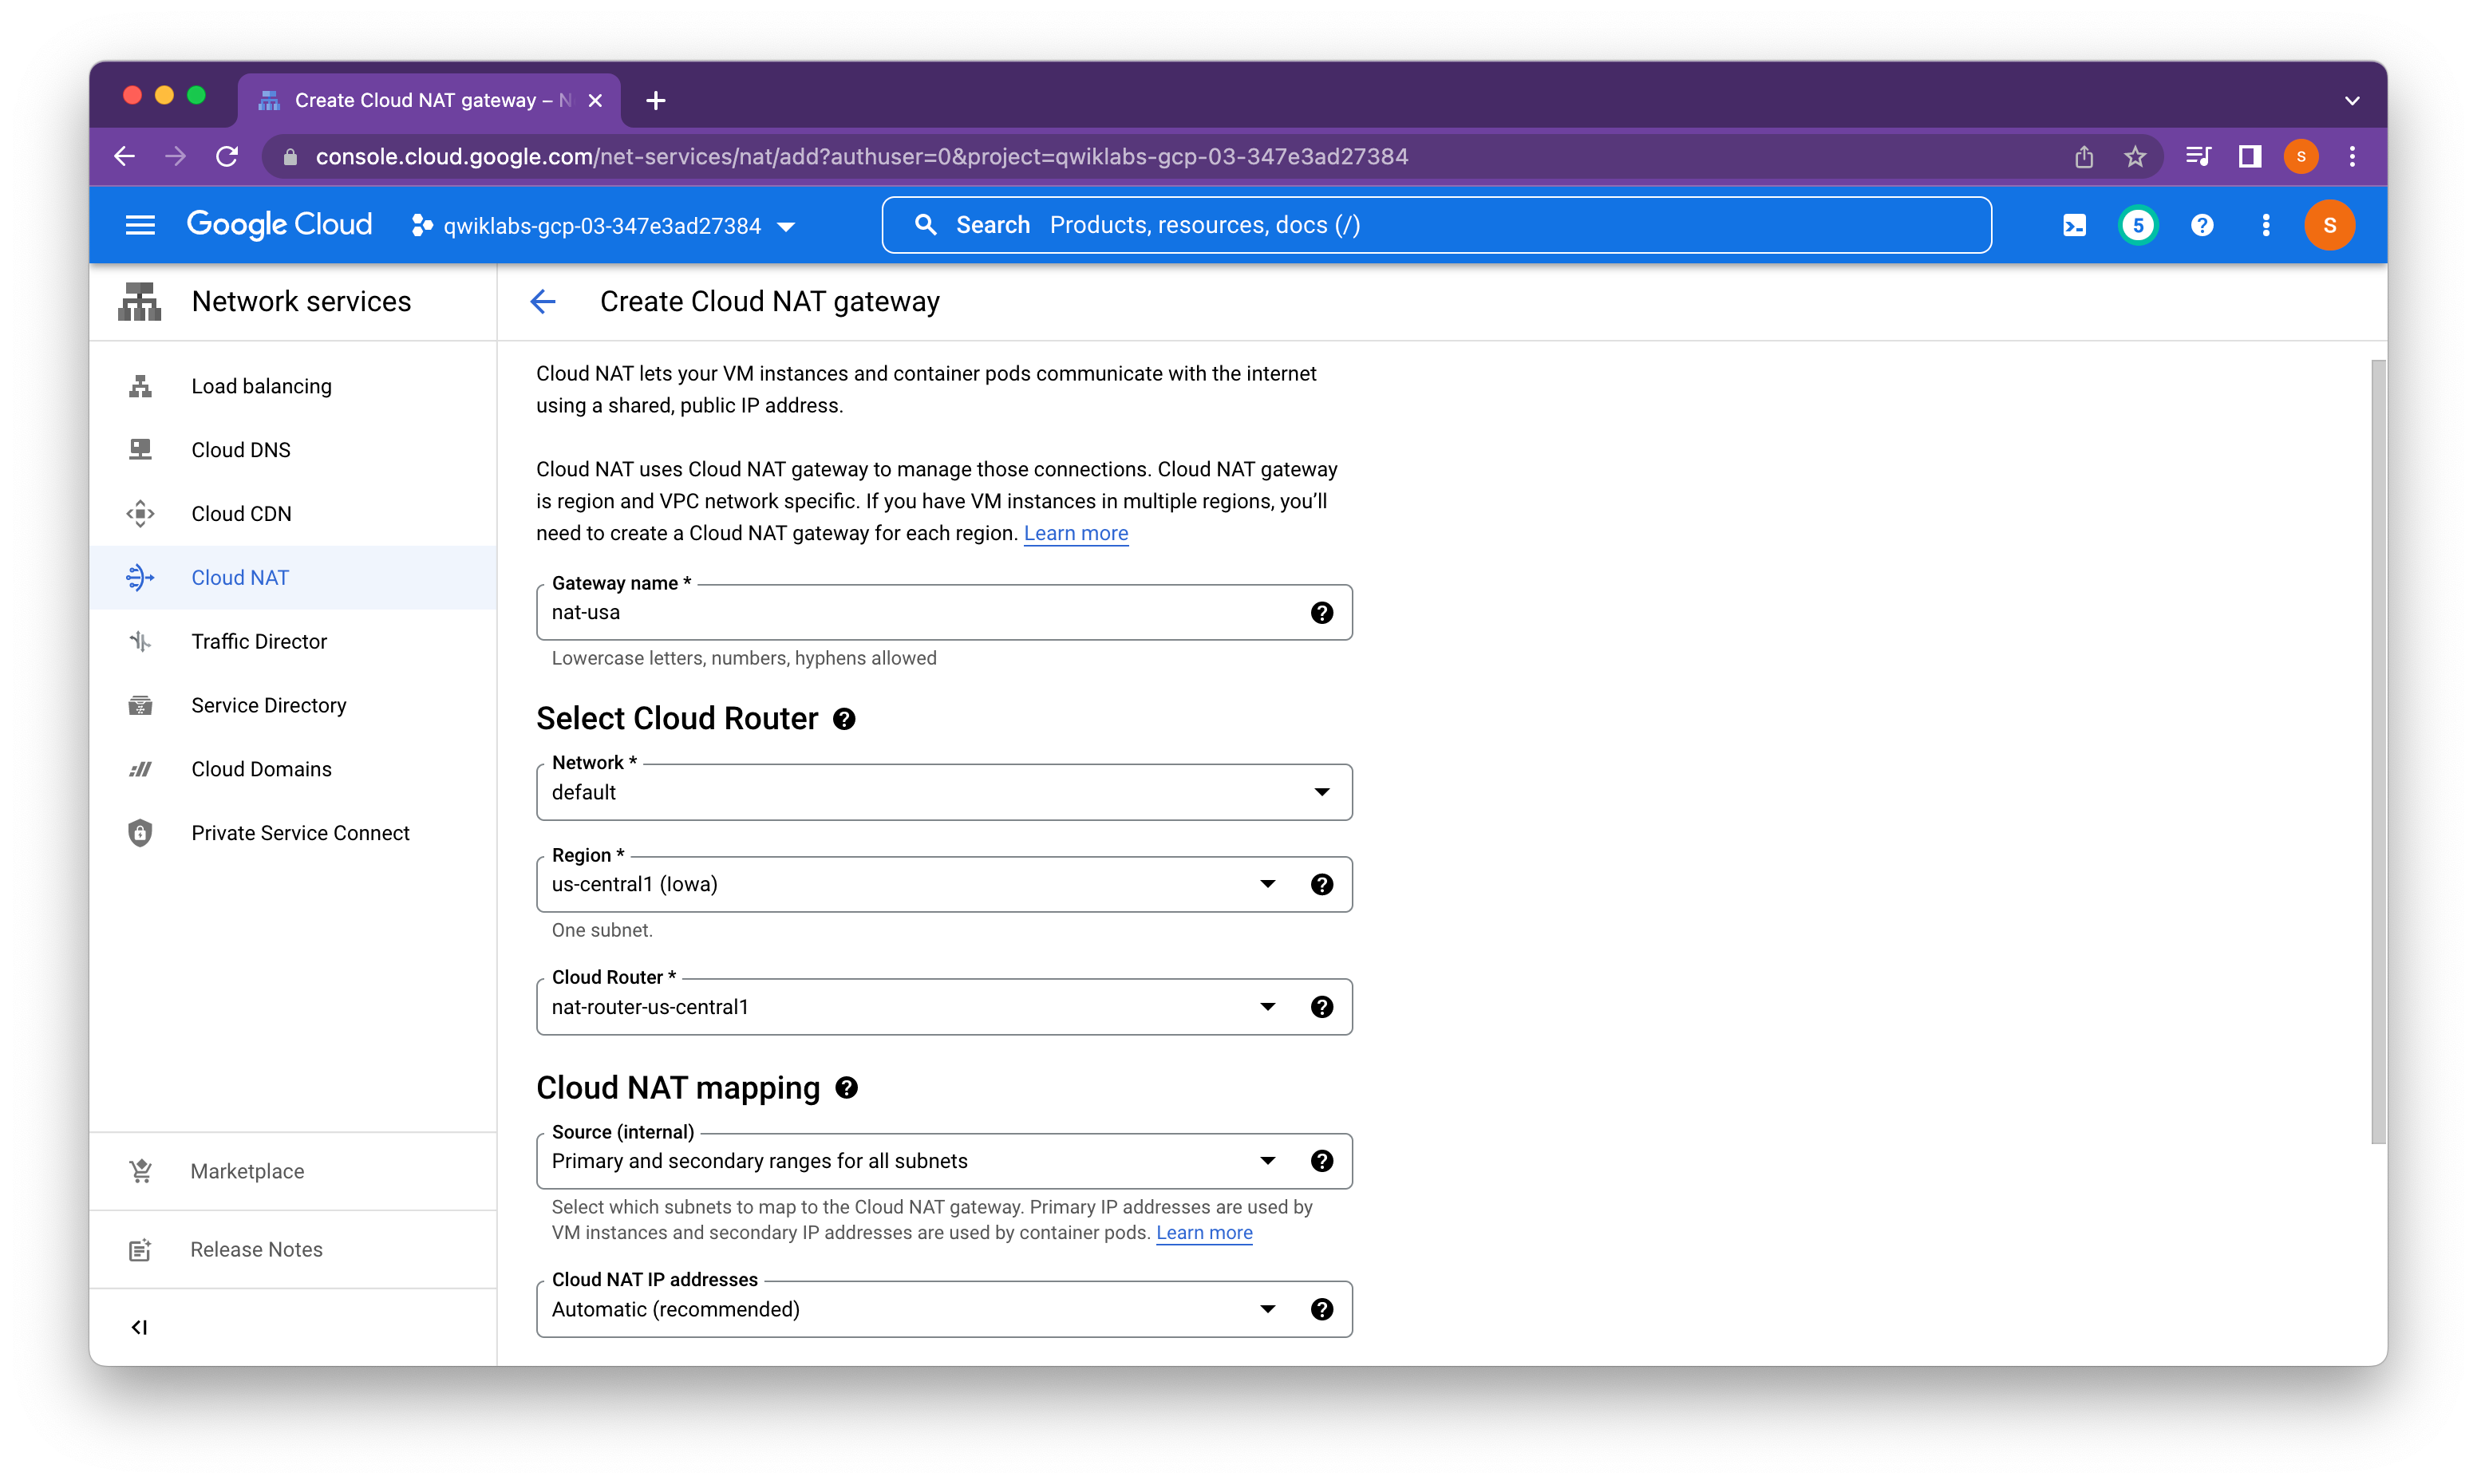 Create Cloud NAT gateway – N
console.cloud.google.com/net-services/nat/add?authuser=0&project=qwiklabs-gcp-03-347e3ad27384
S
Google Cloud
qwiklabs-gcp-03-347e3ad27384
Search Products, resources, docs (/)
5
S
Network services
Create Cloud NAT gateway
Load balancing
Cloud DNS
Cloud CDN
Cloud NAT
Traffic Director
Service Directory
Cloud Domains
Private Service Connect
Marketplace
Release Notes
Cloud NAT lets your VM instances and container pods communicate with the internet
using a shared, public IP address.
Cloud NAT uses Cloud NAT gateway to manage those connections. Cloud NAT gateway
is region and VPC network specific. If you have VM instances in multiple regions, you’ll
need to create a Cloud NAT gateway for each region. Learn more
Gateway name *
nat-usa
Lowercase letters, numbers, hyphens allowed
Select Cloud Router
Network *
default
Region *
us-central1 (Iowa)
One subnet.
Cloud Router *
nat-router-us-central1
Cloud NAT mapping
Source (internal)
Primary and secondary ranges for all subnets
Select which subnets to map to the Cloud NAT gateway. Primary IP addresses are used by
VM instances and secondary IP addresses are used by container pods. Learn more
Cloud NAT IP addresses
Automatic (recommended)